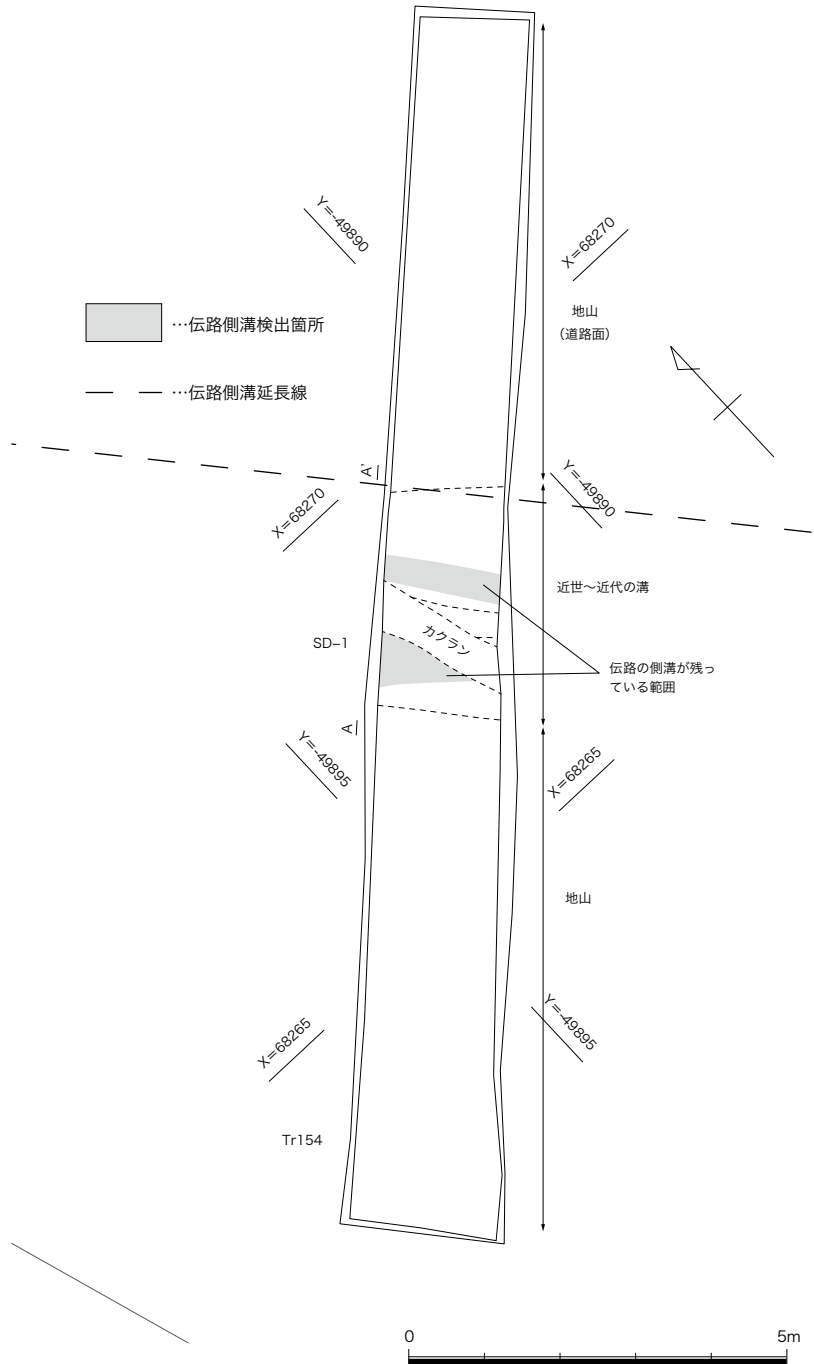 Y=-49890
X=68270
地山
（道路面）
…伝路側溝検出箇所
…伝路側溝延長線
A'
Y=-49890
X=68270
近世～近代の溝
カクラン
SD-1
伝路の側溝が残っ
ている範囲
A
Y=-49895
X=68265
地山
Y=-49895
X=68265
Tr154
0
5m